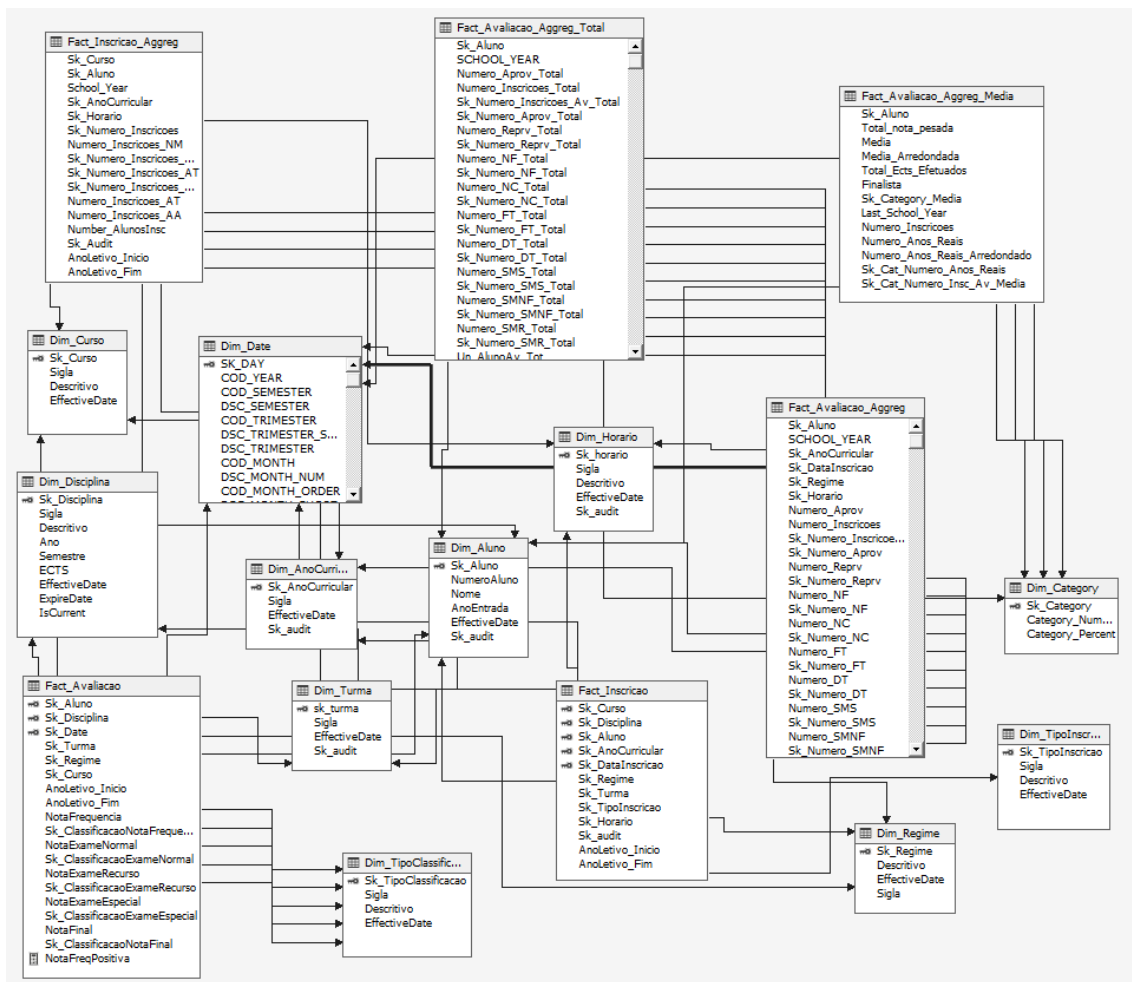 Fact_Inscricao_Aggreg
Sk_Curso
Sk_Aluno
School_Year
Sk_AnoCurricular
Sk_Horario
Sk_Numero_Inscricoes
Numero_Inscricoes_NM
Sk_Numero_Inscricoes_...
Sk_Numero_Inscricoes_AT
Sk_Numero_Inscricoes_...
Numero_Inscricoes_AT
Numero_Inscricoes_AA
Number_AlunosInsc
Sk_Audit
AnoLetivo_Inicio
AnoLetivo_Fim
Fact_Avaliacao_Aggreg_Total
Sk_Aluno
SCHOOL_YEAR
Numero_Aprov_Total
Numero_Inscricoes_Total
Sk_Numero_Inscricoes_Av_Total
Sk_Numero_Aprov_Total
Numero_Reprv_Total
Sk_Numero_Reprv_Total
Numero_NF_Total
Sk_Numero_NF_Total
Numero_NC_Total
Sk_Numero_NC_Total
Numero_FT_Total
Sk_Numero_FT_Total
Numero_DT_Total
Sk_Numero_DT_Total
Numero_SMS_Total
Sk_Numero_SMS_Total
Numero_SMNF_Total
Sk_Numero_SMNF_Total
Numero_SMR_Total
Sk_Numero_SMR_Total
Un_AlunoAv_Tot
Fact_Avaliacao_Aggreg_Media
Sk_Aluno
Total_nota_pesada
Media
Media_Arredondada
Total_Ects_Efetuados
Finalista
Sk_Category_Media
Last_School_Year
Numero_Inscricoes
Numero_Anos_Reais
Numero_Anos_Reais_Arredondado
Sk_Cat_Numero_Anos_Reais
Sk_Cat_Numero_Insc_Av_Media
Dim_Curso
Sk_Curso
Sigla
Descritivo
EffectiveDate
Dim_Date
SK_DAY
COD_YEAR
COD_SEMESTER
DSC_SEMESTER
COD_TRIMESTER
DSC_TRIMESTER_S...
DSC_TRIMESTER
COD_MONTH
DSC_MONTH_NUM
COD_MONTH_ORDER
Fact_Avaliacao_Aggreg
Sk_Aluno
SCHOOL_YEAR
Sk_AnoCurricular
Sk_DataInscricao
Sk_Regime
Sk_Horario
Numero_Aprov
Numero_Inscricoes
Sk_Numero_Inscricoe...
Sk_Numero_Aprov
Numero_Reprv
Sk_Numero_Reprv
Numero_NF
Sk_Numero_NF
Numero_NC
Sk_Numero_NC
Numero_FT
Sk_Numero_FT
Numero_DT
Sk_Numero_DT
Numero_SMS
Sk_Numero_SMS
Numero_SMNF
Sk_Numero_SMNF
Dim_Horario
Sk_horario
Sigla
Descritivo
EffectiveDate
Sk_audit
Dim_Disciplina
Sk_Disciplina
Sigla
Descritivo
Ano
Semestre
ECTS
EffectiveDate
ExpireDate
IsCurrent
Dim_AnoCurri...
Sk_AnoCurricular
Sigla
EffectiveDate
Sk_audit
Dim_Aluno
Sk_Aluno
NumeroAluno
Nome
AnoEntrada
EffectiveDate
Sk_audit
Dim_Category
Sk_Category
Category_Num...
Category_Percent
Fact_Avaliacao
Sk_Aluno
Sk_Disciplina
Sk_Date
Sk_Turma
Sk_Regime
Sk_Curso
AnoLetivo_Inicio
AnoLetivo_Fim
NotaFrequencia
Sk_ClassificacaoNotaFreque...
NotaExameNormal
Sk_ClassificacaoExameNormal
NotaExameRecurso
Sk_ClassificacaoExameRecurso
NotaExameEspecial
Sk_ClassificacaoExameEspecial
NotaFinal
Sk_ClassificacaoNotaFinal
NotaFreqPositiva
Dim_Turma
sk_turma
Sigla
EffectiveDate
Sk_audit
Fact_Inscricao
Sk_Curso
Sk_Disciplina
Sk_Aluno
Sk_AnoCurricular
Sk_DataInscricao
Sk_Regime
Sk_Turma
Sk_TipoInscricao
Sk_Horario
Sk_audit
AnoLetivo_Inicio
AnoLetivo_Fim
Dim_TipoInscr...
Sk_TipoInscricao
Sigla
Descritivo
EffectiveDate
Dim_TipoClassific...
Sk_TipoClassificacao
Sigla
Descritivo
EffectiveDate
Dim_Regime
Sk_Regime
Descritivo
EffectiveDate
Sigla